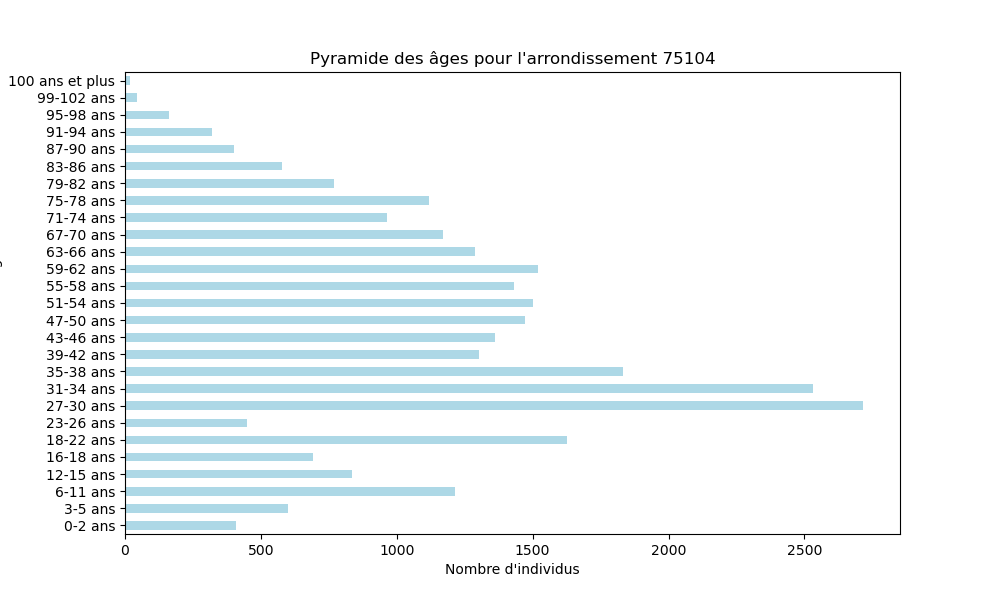 Pyramide des âges pour l'arrondissement 75104
100 ans et plus
99-102 ans
95-98 ans
91-94 ans
87-90 ans
83-86 ans
79-82 ans
75-78 ans
71-74 ans
67-70 ans
63-66 ans
59-62 ans
55-58 ans
51-54 ans
47-50 ans
43-46 ans
39-42 ans
35-38 ans
31-34 ans
27-30 ans
23-26 ans
18-22 ans
16-18 ans
12-15 ans
6-11 ans
3-5 ans
0-2 ans
0 500 1000 1500 2000 2500
Nombre d'individus